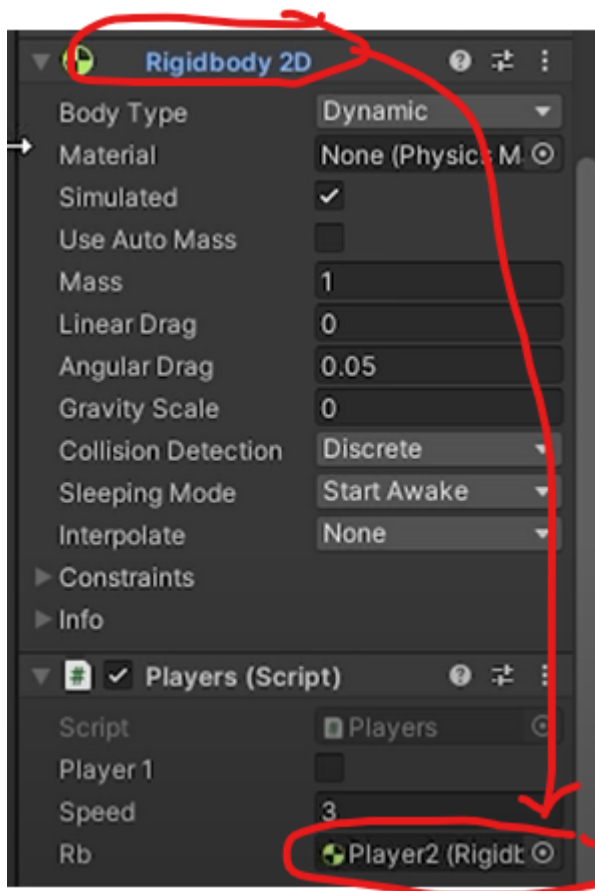 Rigidbody 2D
Body Type Dynamic
Material None (Physics M
Simulated
Use Auto Mass
Mass 1
Linear Drag 0
Angular Drag 0.05
Gravity Scale 0
Collision Detection Discrete
Sleeping Mode Start Awake
Interpolate None
Constraints
Info
# Players (Script)
Script # Players
Player 1
Speed 3
Rb Player2 (Rigidb